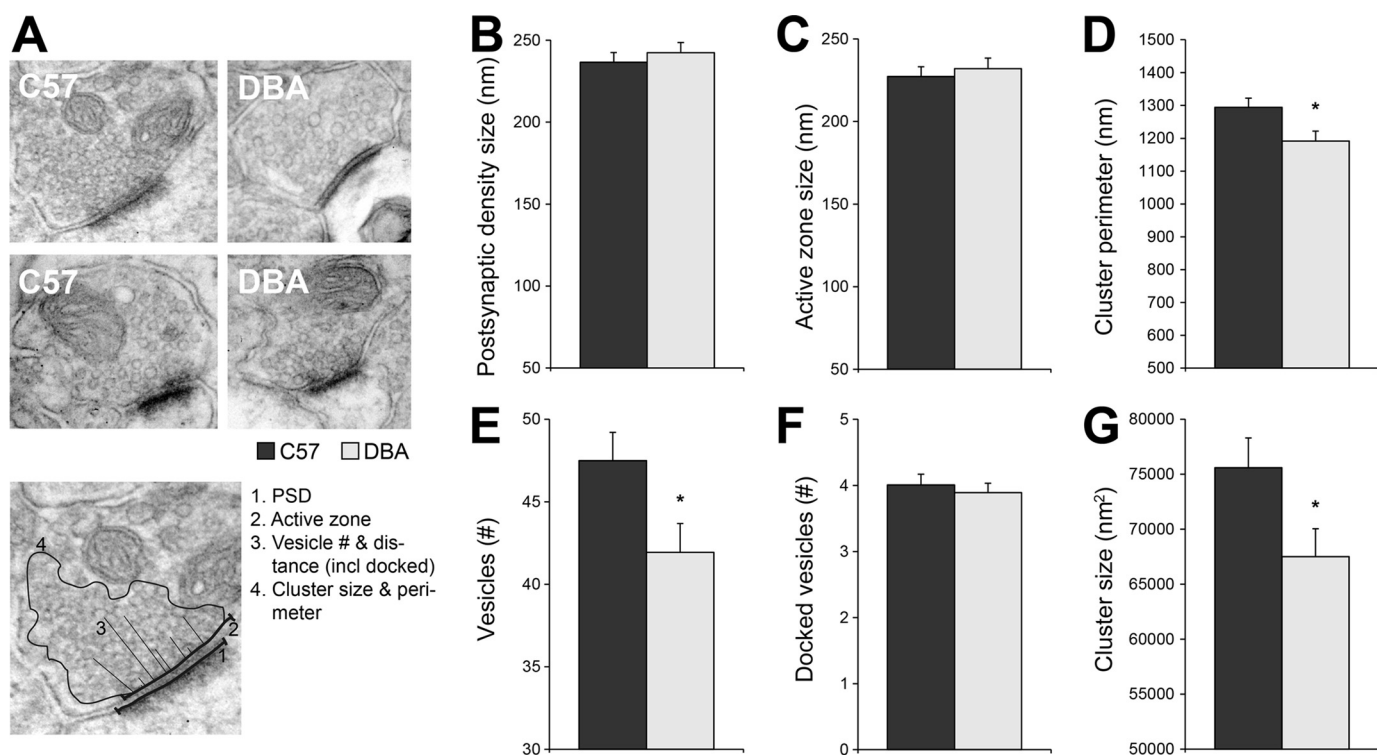 A
C57
DBA
C57
DBA
C57 DBA
4
3
2
1
1. PSD
2. Active zone
3. Vesicle # & dis-
tance (incl docked)
4. Cluster size & peri-
meter
B
Postsynaptic density size (nm)
250
200
150
100
50
C
Active zone size (nm)
250
200
150
100
50
D
Cluster perimeter (nm)
1500
1400
1300
1200
1100
1000
900
800
700
600
500
*
E
Vesicles (#)
50
45
40
35
30
*
F
Docked vesicles (#)
5
4
3
2
1
0
G
Cluster size (nm²)
80000
75000
70000
65000
60000
55000
50000
*